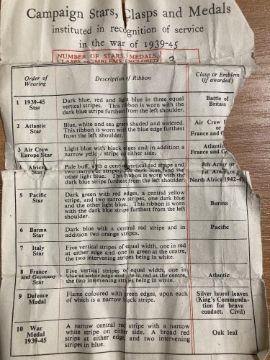 Campaign Stars, Clasps and Medals
instituted in recognition of service
in the war of 1939-45
NUMBER OF STARS, MEDALS,
CLASPS or EMBLEMS ENCLOSED
Order of Wearing
Description of Ribbon
Clasp or Emblem (if awarded)
1 1939-45 Star
Dark blue, red and light blue in three equal
vertical stripes. This ribbon is worn with the
dark blue stripe furthest from the left shoulder.
Battle of Britain
2 Atlantic Star
Blue, white and sea green shaded and watered.
This ribbon is worn with the blue edge furthest
from the left shoulder.
Air Crew Europe or France and
3 Air Crew Europe Star
Light blue with black edges and in addition a
narrow yellow stripe on either side.
Atlantic or France and
4 Africa Star
Pale buff, with a central vertical red stripe and
two narrower stripes,
other light blue. This ribbon is worn with the
dark blue stripe furthest from the left shoulder.
8th Army or 1st Army or
North Africa 1942-43
5 Pacific Star
Dark green with red edges, a central yellow
stripe, and two narrow stripes, one dark blue
and the other light blue. This ribbon is worn
with the dark blue stripe furthest from the left
shoulder.
Burma
6 Burma Star
Dark blue with a central red stripe and in
addition two orange stripes.
Pacific
7 Italy Star
Five vertical stripes of equal width, one in red
at either edge and one in green at the centre,
the two intervening stripes being in white.
8 France and Germany Star
Five vertical stripes of equal width, one in
blue at either edge and one in red at the centre,
the two intervening stripes being in white.
Atlantic
9 Defence Medal
Flame coloured with green edges, upon each
of which is a narrow black stripe.
Silver laurel leaves
(King's Commendation for brave
conduct. Civil)
10 War Medal 1939-45
A narrow central red stripe with a narrow
white stripe on either side. A broad red
stripe at either edge, and two intervening
stripes in blue.
Oak leaf